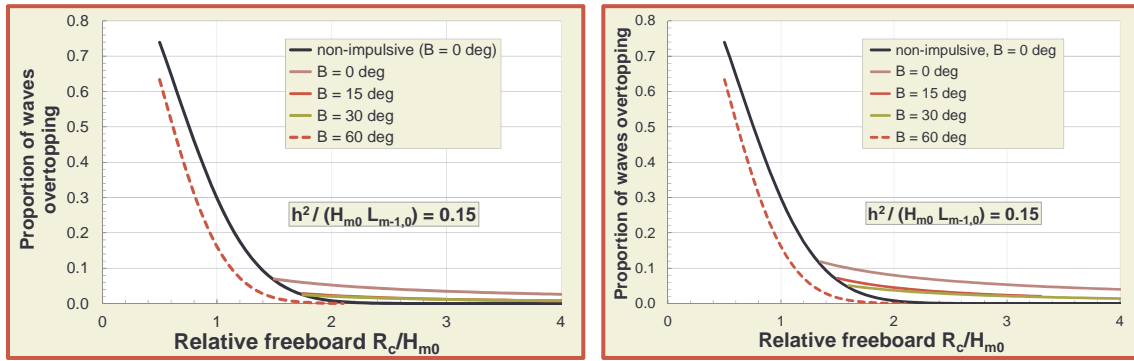 0.8
0.7
0.6
0.5
0.4
0.3
0.2
0.1
0.0
0
1
2
3
4
Proportion of waves
overtopping
Relative freeboard Rc/Hm0
non-impulsive (B = 0 deg)
B = 0 deg
B = 15 deg
B = 30 deg
B = 60 deg
h² / (Hm0 Lm-1,0) = 0.15
0.8
0.7
0.6
0.5
0.4
0.3
0.2
0.1
0.0
0
1
2
3
4
Proportion of waves overtopping
Relative freeboard Rc/Hm0
non-impulsive, B = 0 deg)
B = 0 deg
B = 15 deg
B = 30 deg
B = 60 deg
h² / (Hm0 Lm-1,0) = 0.15